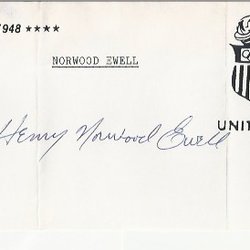 1948 ★★★★
NORWOOD EWELL
Henry Norwood Ewell
UNIT